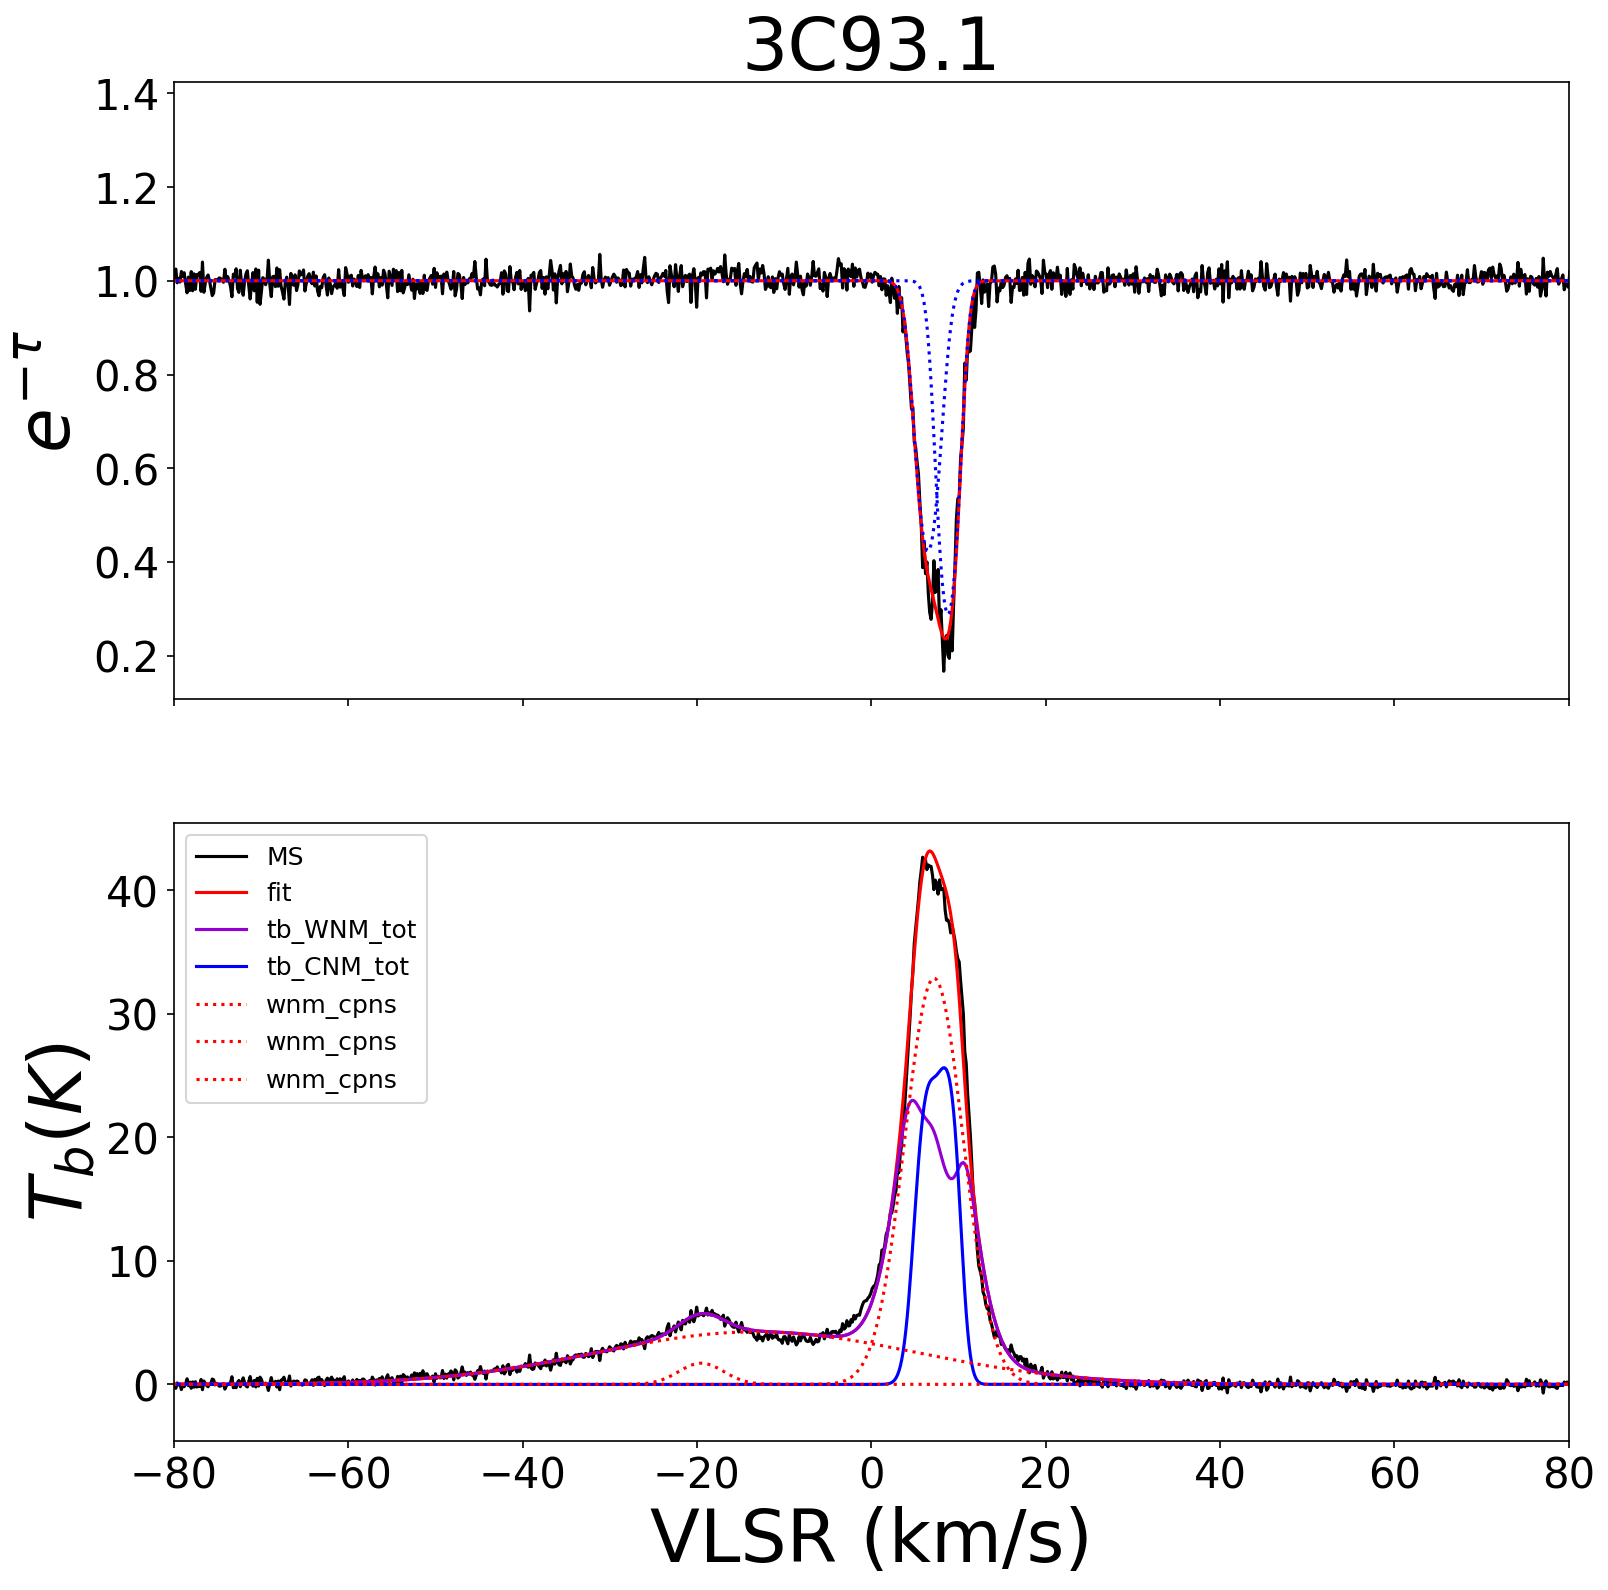 3C93.1
1.4
1.2
1.0
0.8
0.6
0.4
0.2
e^{-τ}
MS
fit
tb_WNM_tot
tb_CNM_tot
wnm_cpns
wnm_cpns
wnm_cpns
40
30
20
10
0
T_b(K)
−80 −60 −40 −20 0 20 40 60 80
VLSR (km/s)